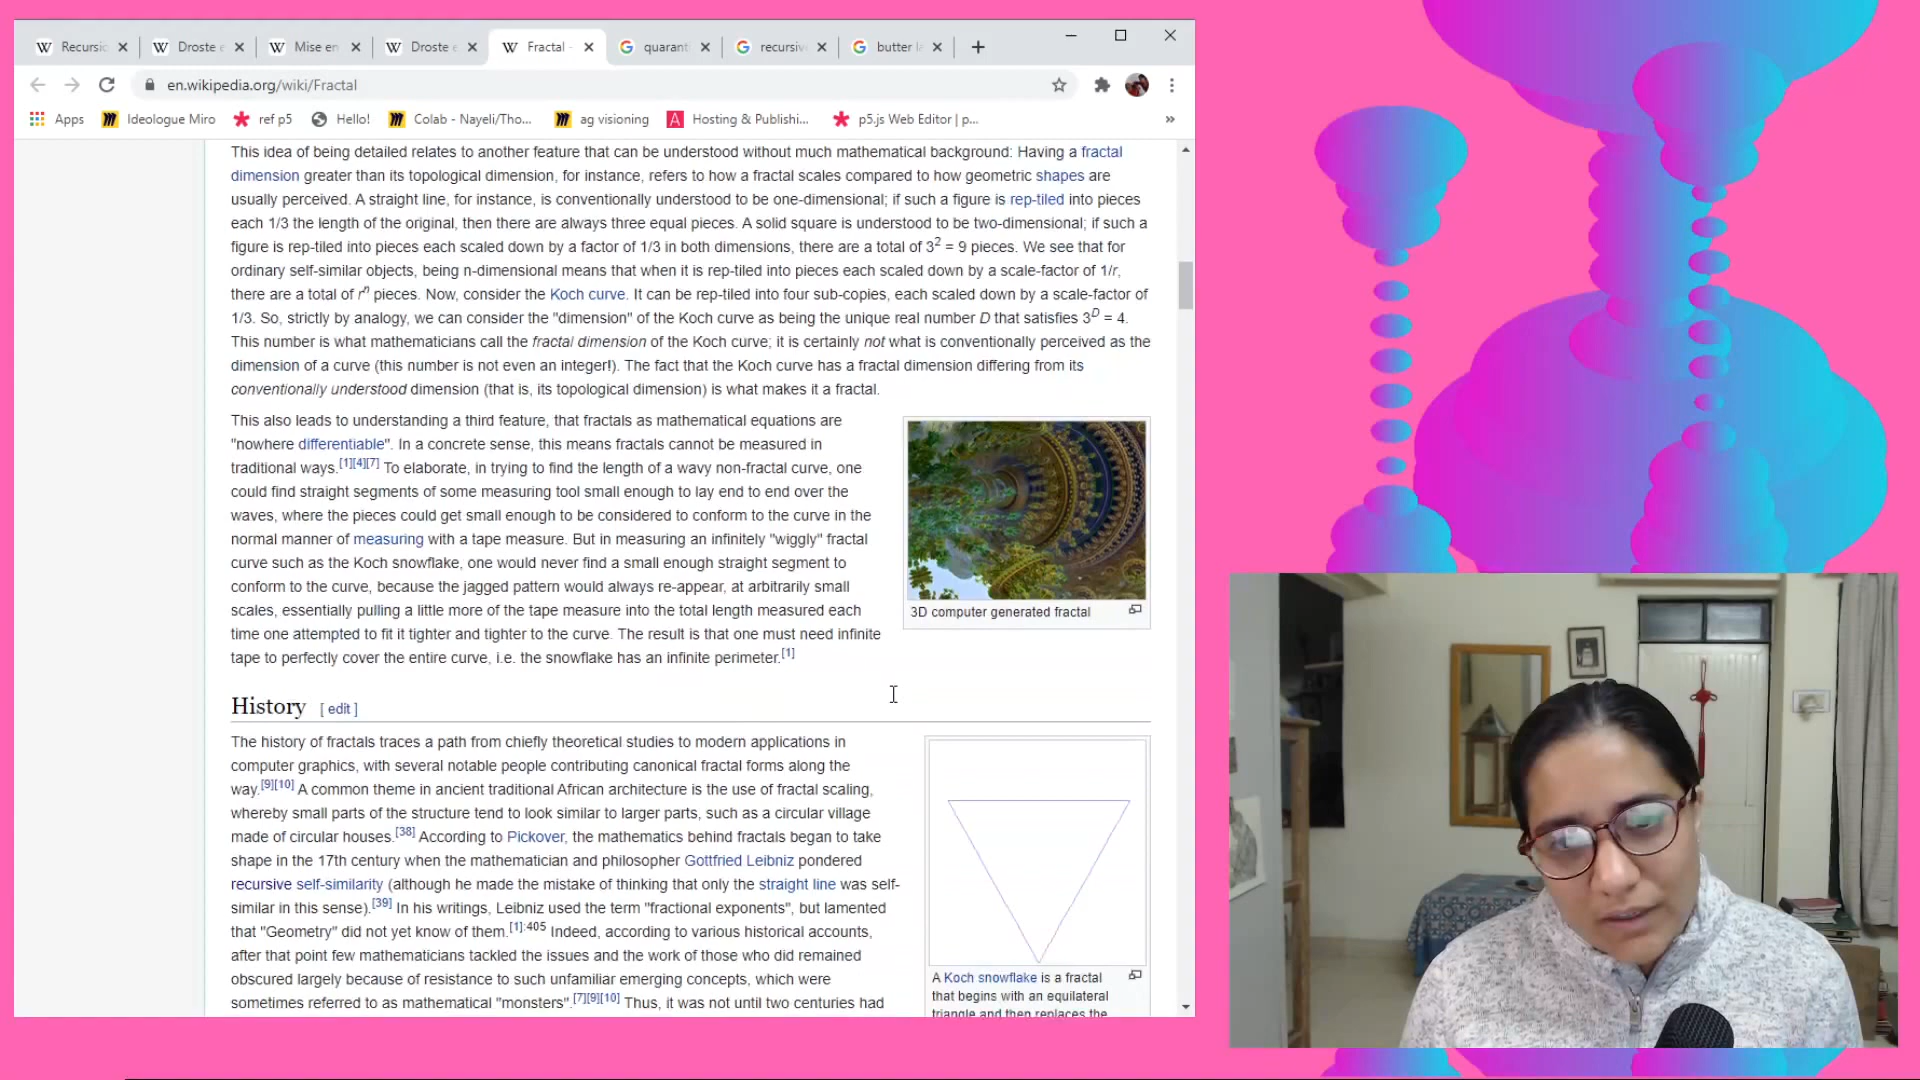 Recursi
Droste e
Mise en
Droste e
Fractal -
quarant
recursiv
butter l
en.wikipedia.org/wiki/Fractal
Apps
Ideologue Miro
ref p5
Hello!
Colab - Nayeli/Tho...
ag visioning
Hosting & Publishi...
p5.js Web Editor | p...
This idea of being detailed relates to another feature that can be understood without much mathematical background: Having a fractal
dimension greater than its topological dimension, for instance, refers to how a fractal scales compared to how geometric shapes are
usually perceived. A straight line, for instance, is conventionally understood to be one-dimensional; if such a figure is rep-tiled into pieces
each 1/3 the length of the original, then there are always three equal pieces. A solid square is understood to be two-dimensional; if such a
figure is rep-tiled into pieces each scaled down by a factor of 1/3 in both dimensions, there are a total of 3² = 9 pieces. We see that for
ordinary self-similar objects, being n-dimensional means that when it is rep-tiled into pieces each scaled down by a scale-factor of 1/r,
there are a total of rⁿ pieces. Now, consider the Koch curve. It can be rep-tiled into four sub-copies, each scaled down by a scale-factor of
1/3. So, strictly by analogy, we can consider the "dimension" of the Koch curve as being the unique real number D that satisfies 3ᴰ = 4.
This number is what mathematicians call the fractal dimension of the Koch curve; it is certainly not what is conventionally perceived as the
dimension of a curve (this number is not even an integer!). The fact that the Koch curve has a fractal dimension differing from its
conventionally understood dimension (that is, its topological dimension) is what makes it a fractal.
This also leads to understanding a third feature, that fractals as mathematical equations are
"nowhere differentiable". In a concrete sense, this means fractals cannot be measured in
traditional ways.[1][4][7] To elaborate, in trying to find the length of a wavy non-fractal curve, one
could find straight segments of some measuring tool small enough to lay end to end over the
waves, where the pieces could get small enough to be considered to conform to the curve in the
normal manner of measuring with a tape measure. But in measuring an infinitely "wiggly" fractal
curve such as the Koch snowflake, one would never find a small enough straight segment to
conform to the curve, because the jagged pattern would always re-appear, at arbitrarily small
scales, essentially pulling a little more of the tape measure into the total length measured each
time one attempted to fit it tighter and tighter to the curve. The result is that one must need infinite
tape to perfectly cover the entire curve, i.e. the snowflake has an infinite perimeter.[1]
3D computer generated fractal
History [ edit ]
The history of fractals traces a path from chiefly theoretical studies to modern applications in
computer graphics, with several notable people contributing canonical fractal forms along the
way.[9][10] A common theme in ancient traditional African architecture is the use of fractal scaling,
whereby small parts of the structure tend to look similar to larger parts, such as a circular village
made of circular houses.[38] According to Pickover, the mathematics behind fractals began to take
shape in the 17th century when the mathematician and philosopher Gottfried Leibniz pondered
recursive self-similarity (although he made the mistake of thinking that only the straight line was self-
similar in this sense).[39] In his writings, Leibniz used the term "fractional exponents", but lamented
that "Geometry" did not yet know of them.[1]:405 Indeed, according to various historical accounts,
after that point few mathematicians tackled the issues and the work of those who did remained
obscured largely because of resistance to such unfamiliar emerging concepts, which were
sometimes referred to as mathematical "monsters".[7][9][10] Thus, it was not until two centuries had
A Koch snowflake is a fractal
that begins with an equilateral
triangle and then replaces the